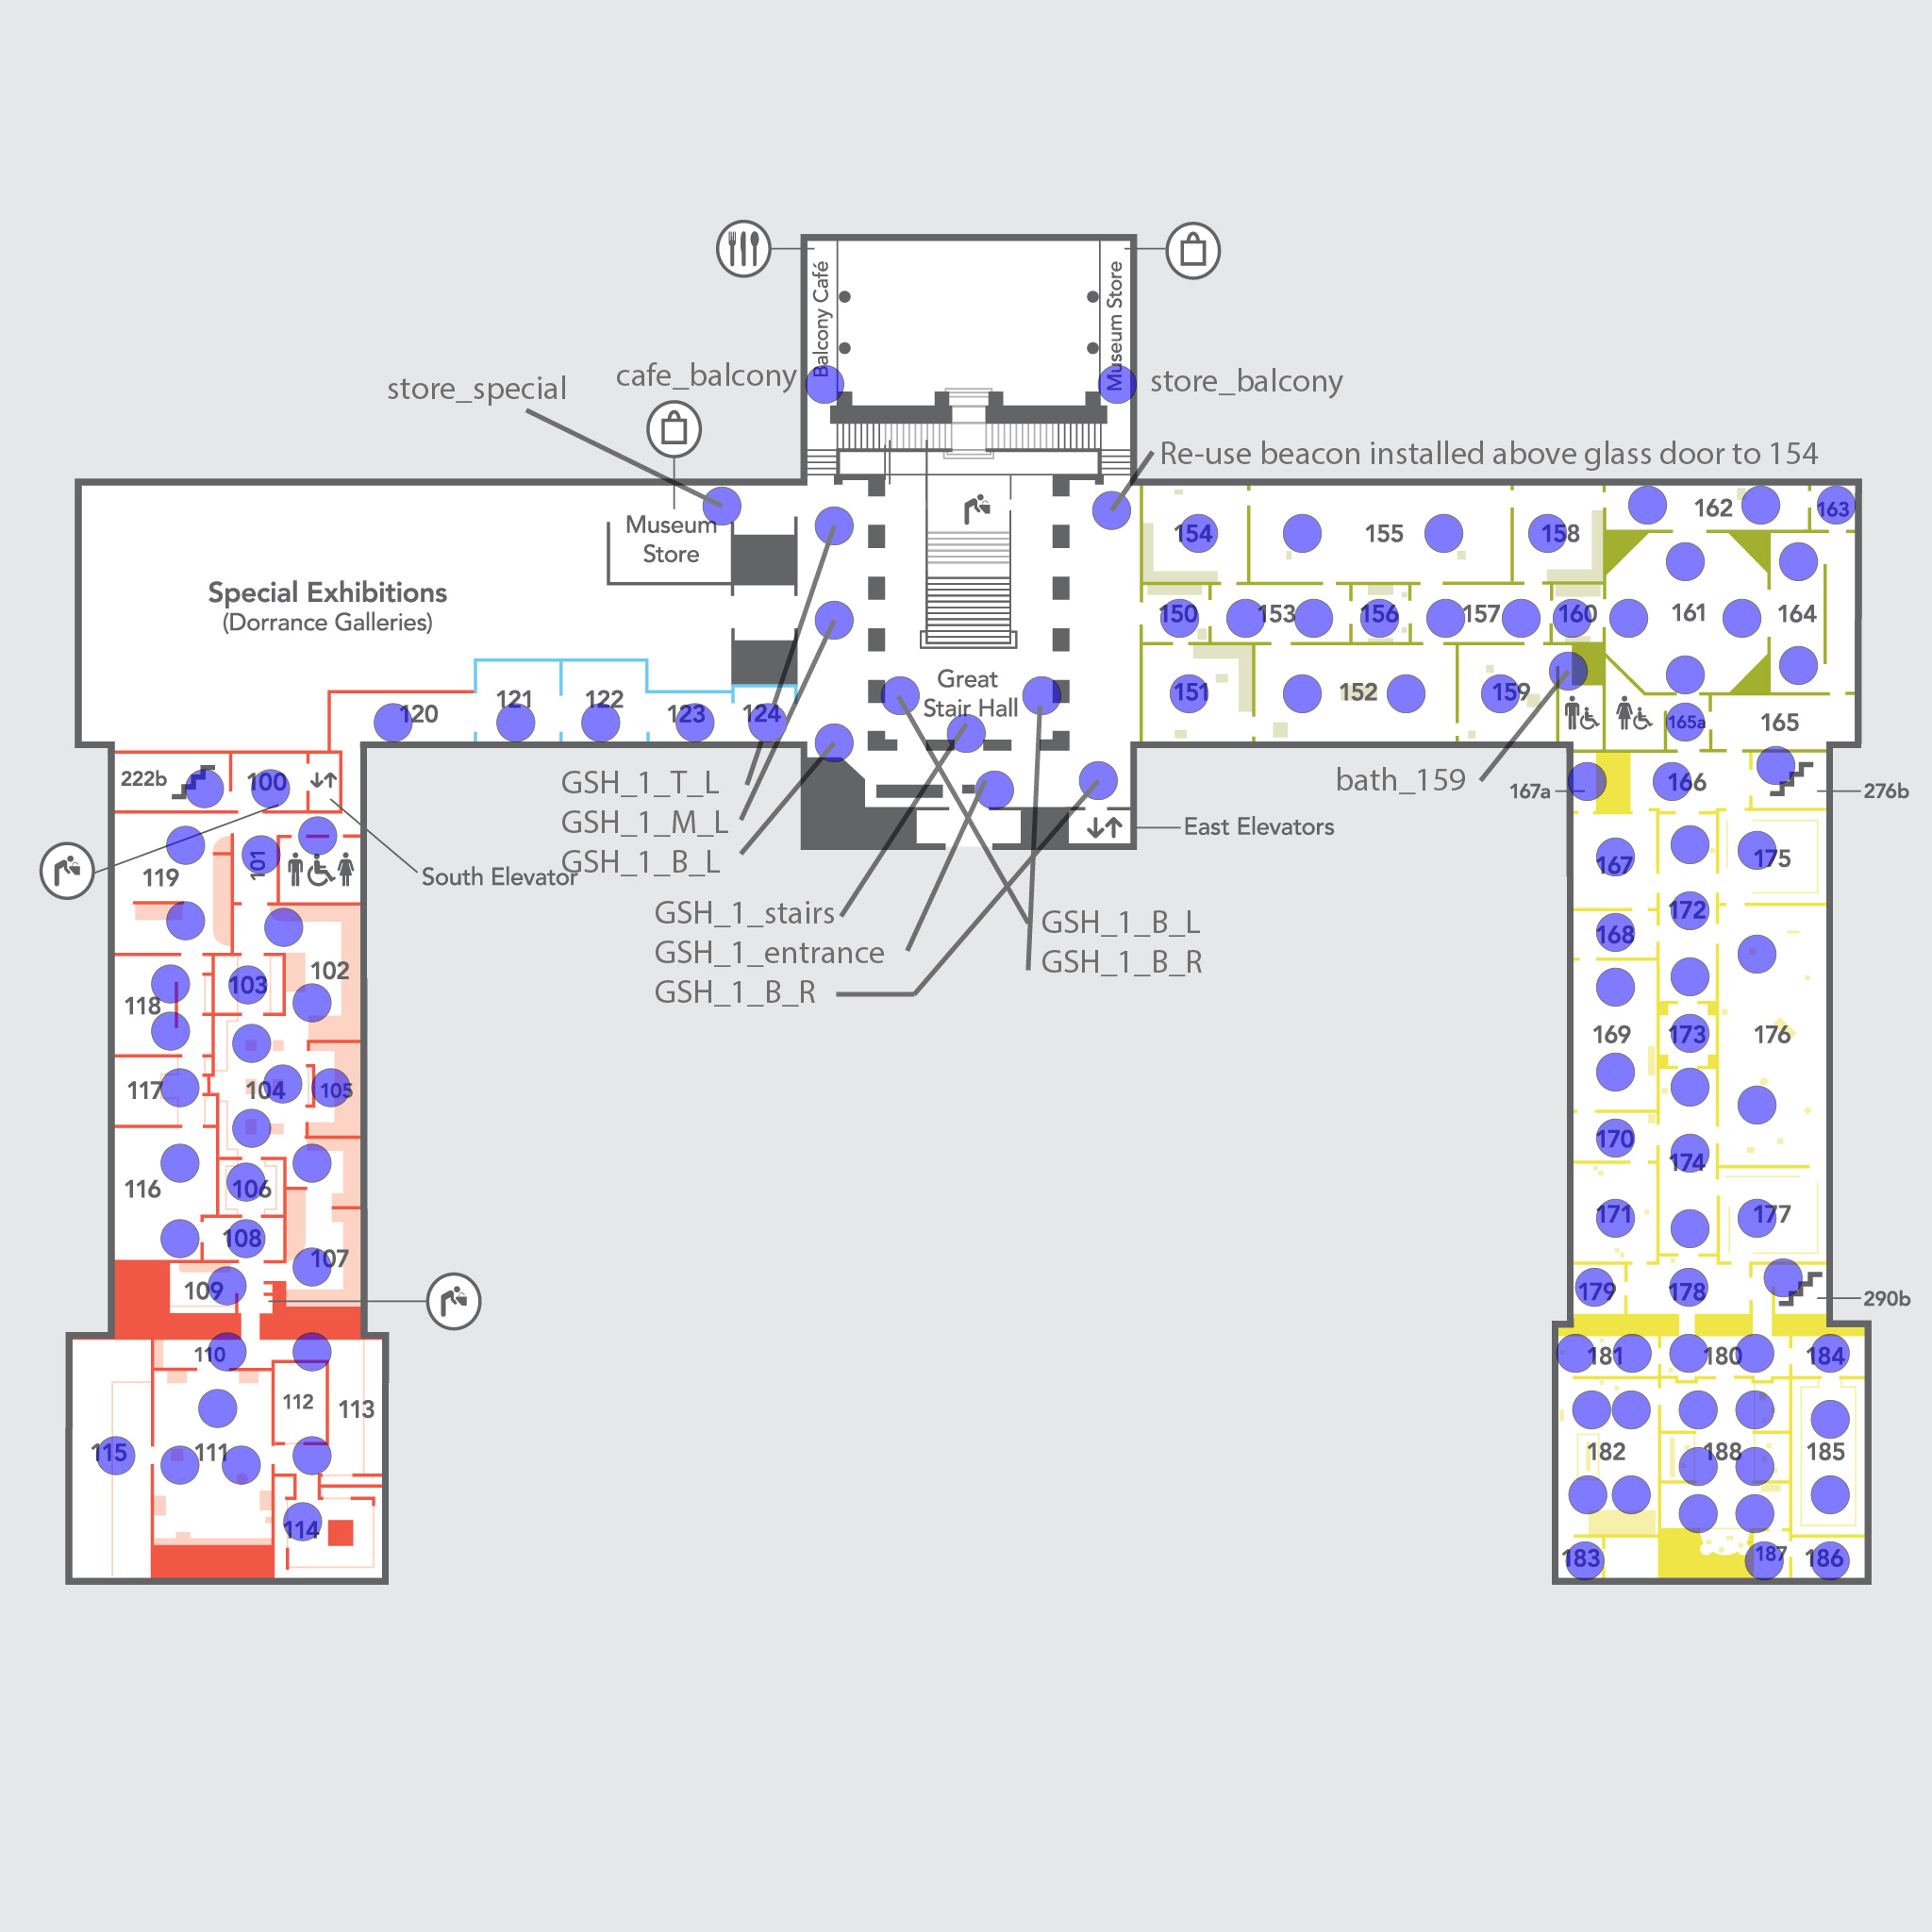 Balcony Café
Museum Store
cafe_balcony
store_balcony
store_special
Re-use beacon installed above glass door to 154
Museum
Store
Special Exhibitions
(Dorrance Galleries)
Great
Stair Hall
154
155
158
162
163
150
153
156
157
160
161
164
151
152
159
165a
165
120
121
122
123
124
GSH_1_T_L
GSH_1_M_L
GSH_1_B_L
bath_159
East Elevators
South Elevator
GSH_1_stairs
GSH_1_entrance
GSH_1_B_R
GSH_1_B_L
GSH_1_B_R
222b
100
101
119
102
103
118
104
105
117
106
116
108
107
109
110
112
113
111
115
114
167a
166
276b
167
175
172
168
169
173
176
170
174
171
177
179
178
290b
181
180
184
182
188
185
183
187
186